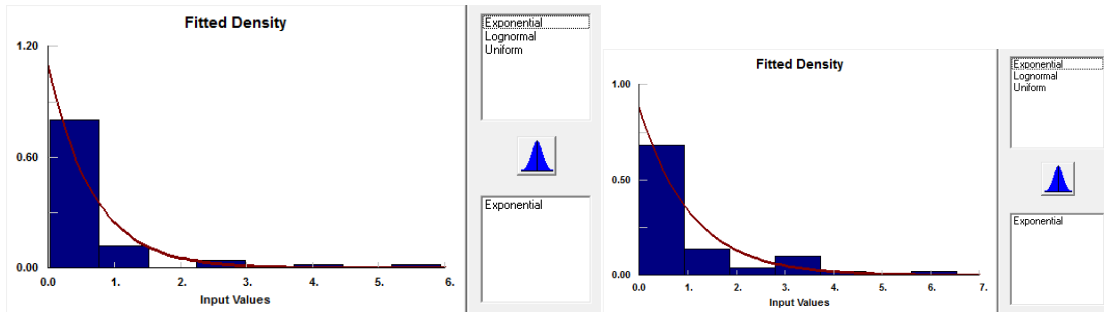 Fitted Density
1.20
0.60
0.00
0.0 1. 2. 3. 4. 5. 6.
Input Values
Exponential
Lognormal
Uniform
Exponential
Fitted Density
1.00
0.50
0.00
0.0 1. 2. 3. 4. 5. 6. 7.
Input Values
Exponential
Lognormal
Uniform
Exponential